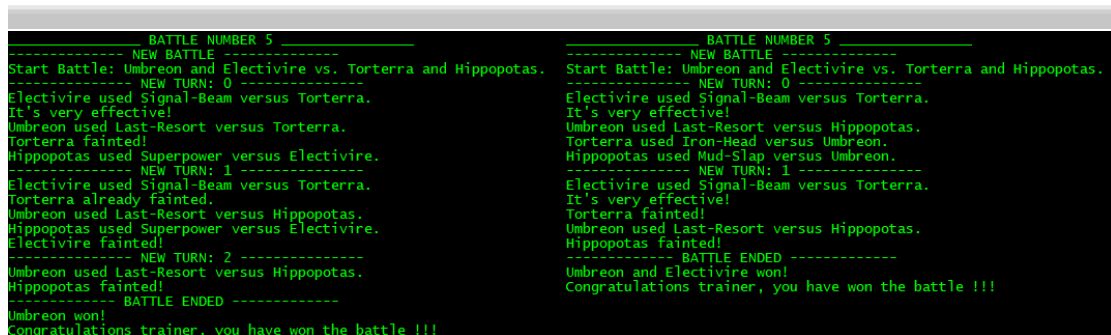 ________________ BATTLE NUMBER 5 ________________
-------------- NEW BATTLE --------------
Start Battle: Umbreon and Electivire vs. Torterra and Hippopotas.
--------------- NEW TURN: 0 ---------------
Electivire used Signal-Beam versus Torterra.
It's very effective!
Umbreon used Last-Resort versus Torterra.
Torterra fainted!
Hippopotas used Superpower versus Electivire.
--------------- NEW TURN: 1 ---------------
Electivire used Signal-Beam versus Torterra.
Torterra already fainted.
Umbreon used Last-Resort versus Hippopotas.
Hippopotas used Superpower versus Electivire.
Electivire fainted!
--------------- NEW TURN: 2 ---------------
Umbreon used Last-Resort versus Hippopotas.
Hippopotas fainted!
------------- BATTLE ENDED -------------
Umbreon won!
Congratulations trainer, you have won the battle !!!
________________ BATTLE NUMBER 5 ________________
-------------- NEW BATTLE --------------
Start Battle: Umbreon and Electivire vs. Torterra and Hippopotas.
--------------- NEW TURN: 0 ---------------
Electivire used Signal-Beam versus Torterra.
It's very effective!
Umbreon used Last-Resort versus Hippopotas.
Torterra used Iron-Head versus Umbreon.
Hippopotas used Mud-Slap versus Umbreon.
--------------- NEW TURN: 1 ---------------
Electivire used Signal-Beam versus Torterra.
It's very effective!
Torterra fainted!
Umbreon used Last-Resort versus Hippopotas.
Hippopotas fainted!
------------- BATTLE ENDED -------------
Umbreon and Electivire won!
Congratulations trainer, you have won the battle !!!